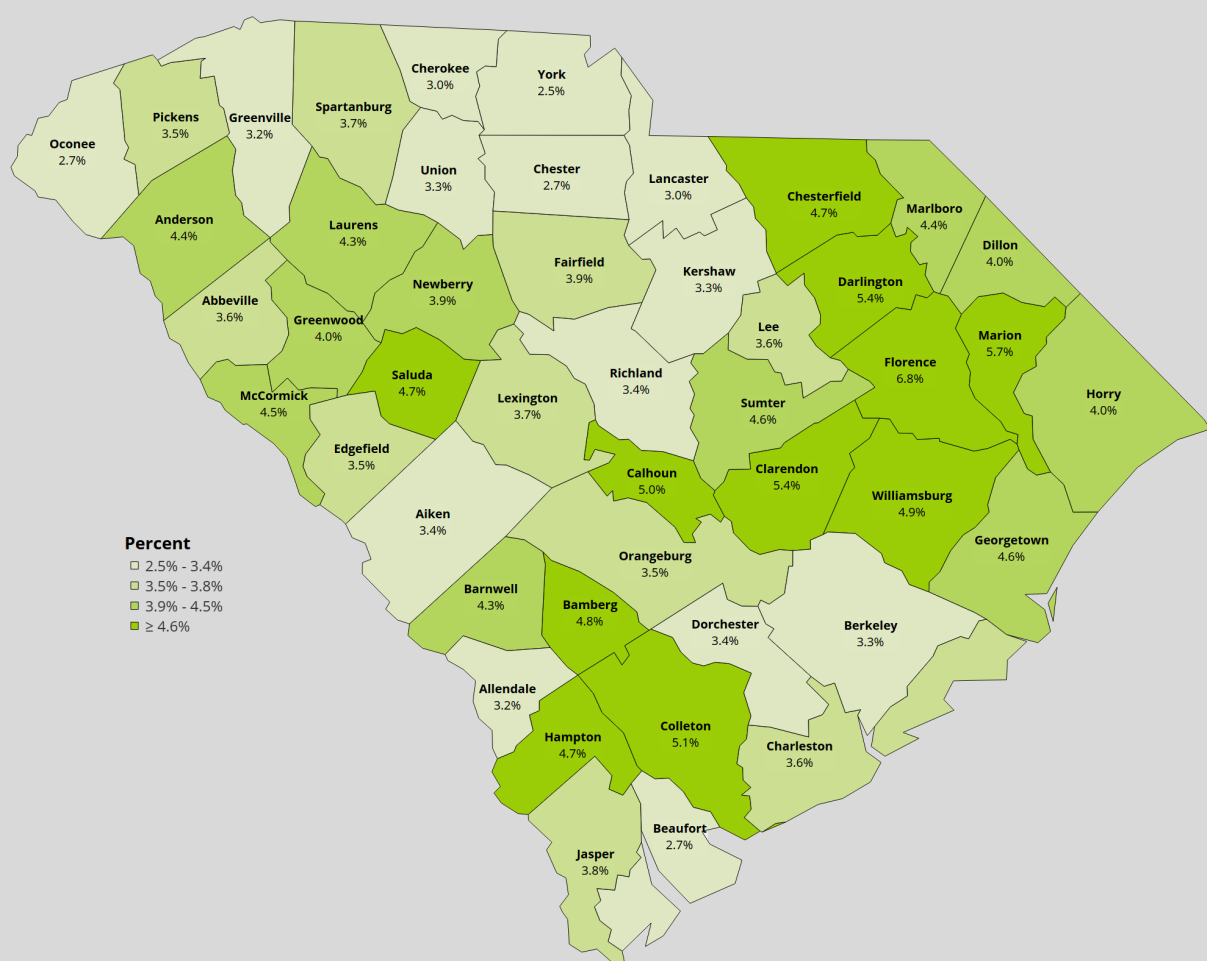 Cherokee
3.0%
York
2.5%
Spartanburg
3.7%
Pickens
3.5%
Greenville
3.2%
Oconee
2.7%
Union
3.3%
Chester
2.7%
Lancaster
3.0%
Chesterfield
4.7%
Marlboro
4.4%
Anderson
4.4%
Laurens
4.3%
Dillon
4.0%
Fairfield
3.9%
Kershaw
3.3%
Darlington
5.4%
Newberry
3.9%
Abbeville
3.6%
Greenwood
4.0%
Lee
3.6%
Marion
5.7%
Florence
6.8%
Saluda
4.7%
Richland
3.4%
Horry
4.0%
McCormick
4.5%
Lexington
3.7%
Sumter
4.6%
Edgefield
3.5%
Calhoun
5.0%
Clarendon
5.4%
Williamsburg
4.9%
Aiken
3.4%
Georgetown
4.6%
Orangeburg
3.5%
Percent
2.5% - 3.4%
3.5% - 3.8%
3.9% - 4.5%
≥ 4.6%
Barnwell
4.3%
Bamberg
4.8%
Dorchester
3.4%
Berkeley
3.3%
Allendale
3.2%
Colleton
5.1%
Hampton
4.7%
Charleston
3.6%
Beaufort
2.7%
Jasper
3.8%